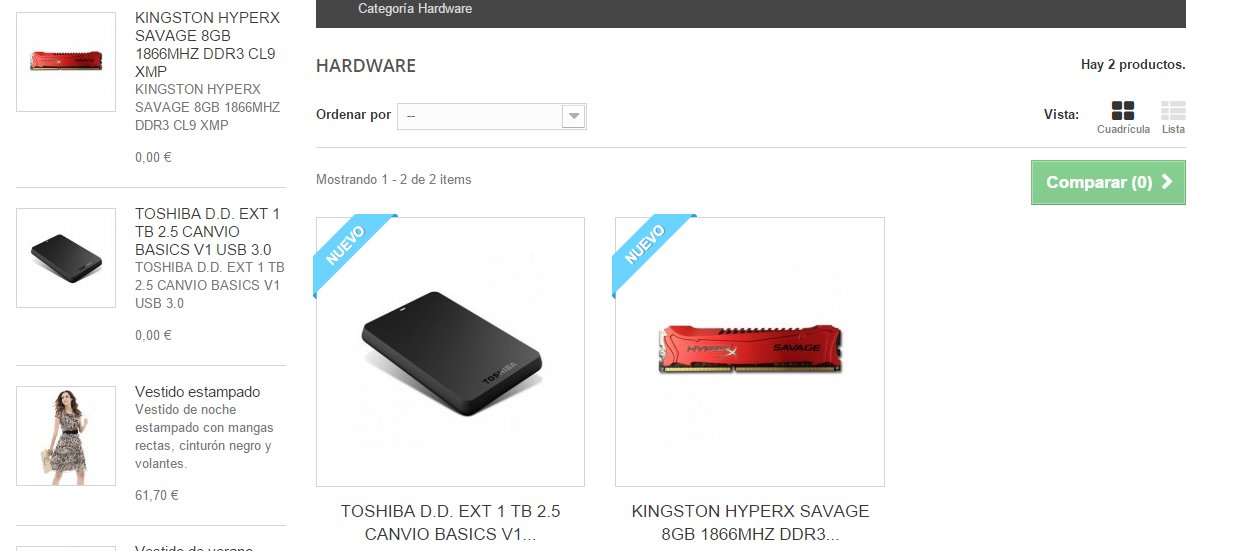 KINGSTON HYPERX
SAVAGE 8GB
1866MHZ DDR3 CL9
XMP
KINGSTON HYPERX
SAVAGE 8GB 1866MHZ
DDR3 CL9 XMP
0,00 €
TOSHIBA D.D. EXT 1
TB 2.5 CANVIO
BASICS V1 USB 3.0
TOSHIBA D.D. EXT 1 TB
2.5 CANVIO BASICS V1
USB 3.0
0,00 €
Vestido estampado
Vestido de noche
estampado con mangas
rectas, cinturón negro y
volantes.
61,70 €
Vestido de verano
Categoría Hardware
HARDWARE
Hay 2 productos.
Ordenar por
--
Vista:
Cuadrícula
Lista
Mostrando 1 - 2 de 2 items
Comparar (0)
NUEVO
TOSHIBA
TOSHIBA D.D. EXT 1 TB 2.5
CANVIO BASICS V1...
NUEVO
HYPERX SAVAGE
KINGSTON HYPERX SAVAGE
8GB 1866MHZ DDR3...